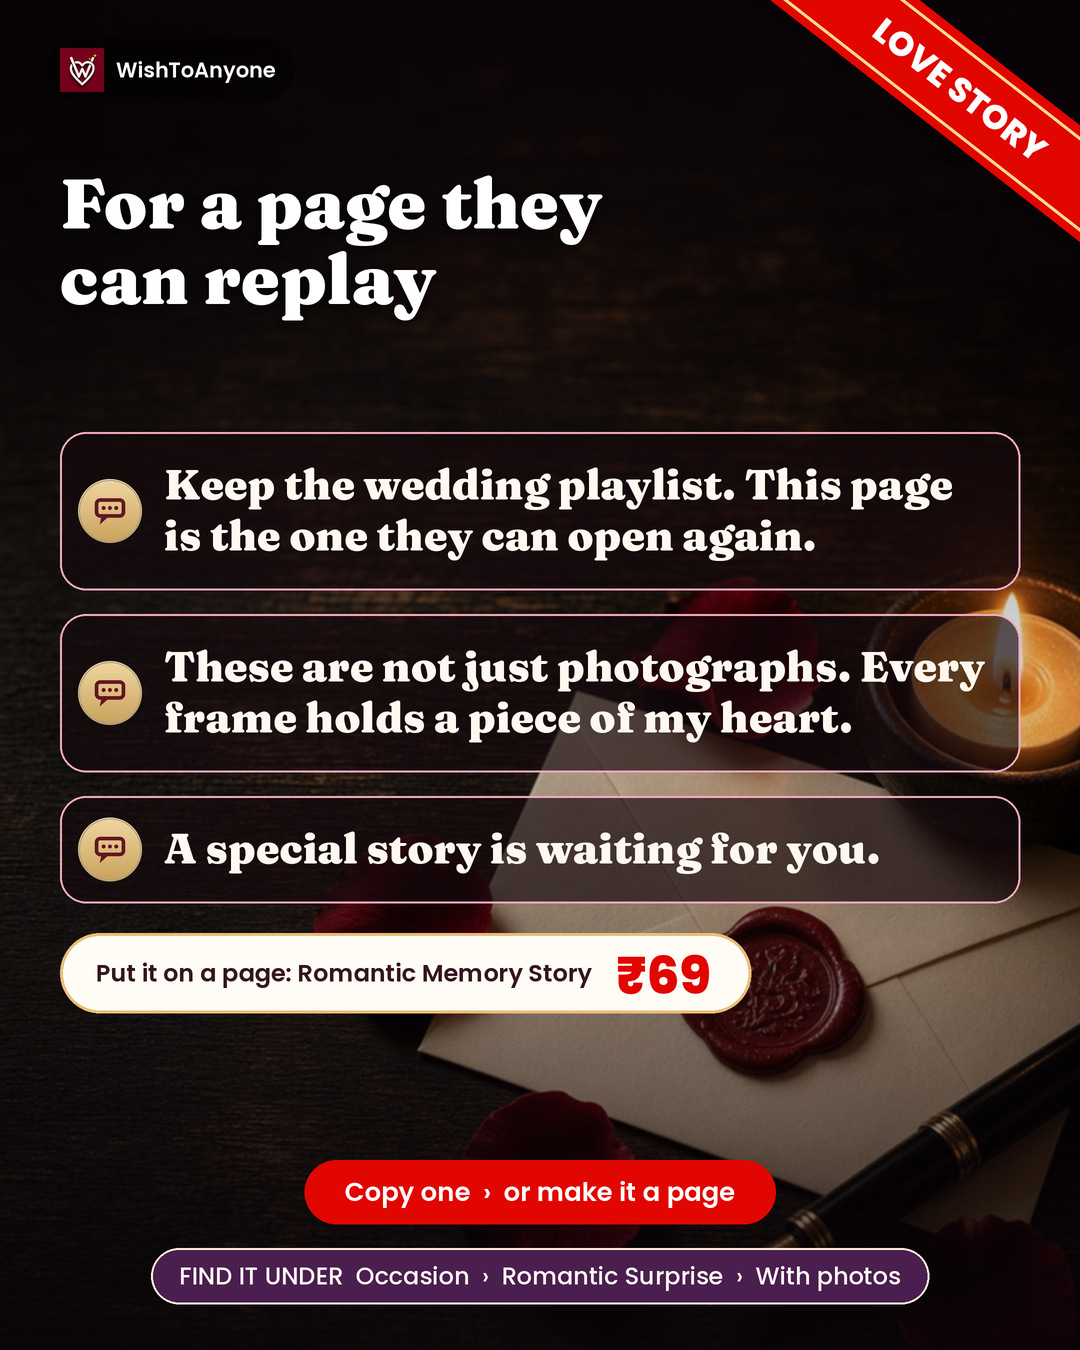 WishToAnyone
LOVE STORY
For a page they
can replay
Keep the wedding playlist. This page
is the one they can open again.
These are not just photographs. Every
frame holds a piece of my heart.
A special story is waiting for you.
Put it on a page: Romantic Memory Story ₹69
Copy one › or make it a page
FIND IT UNDER Occasion › Romantic Surprise › With photos